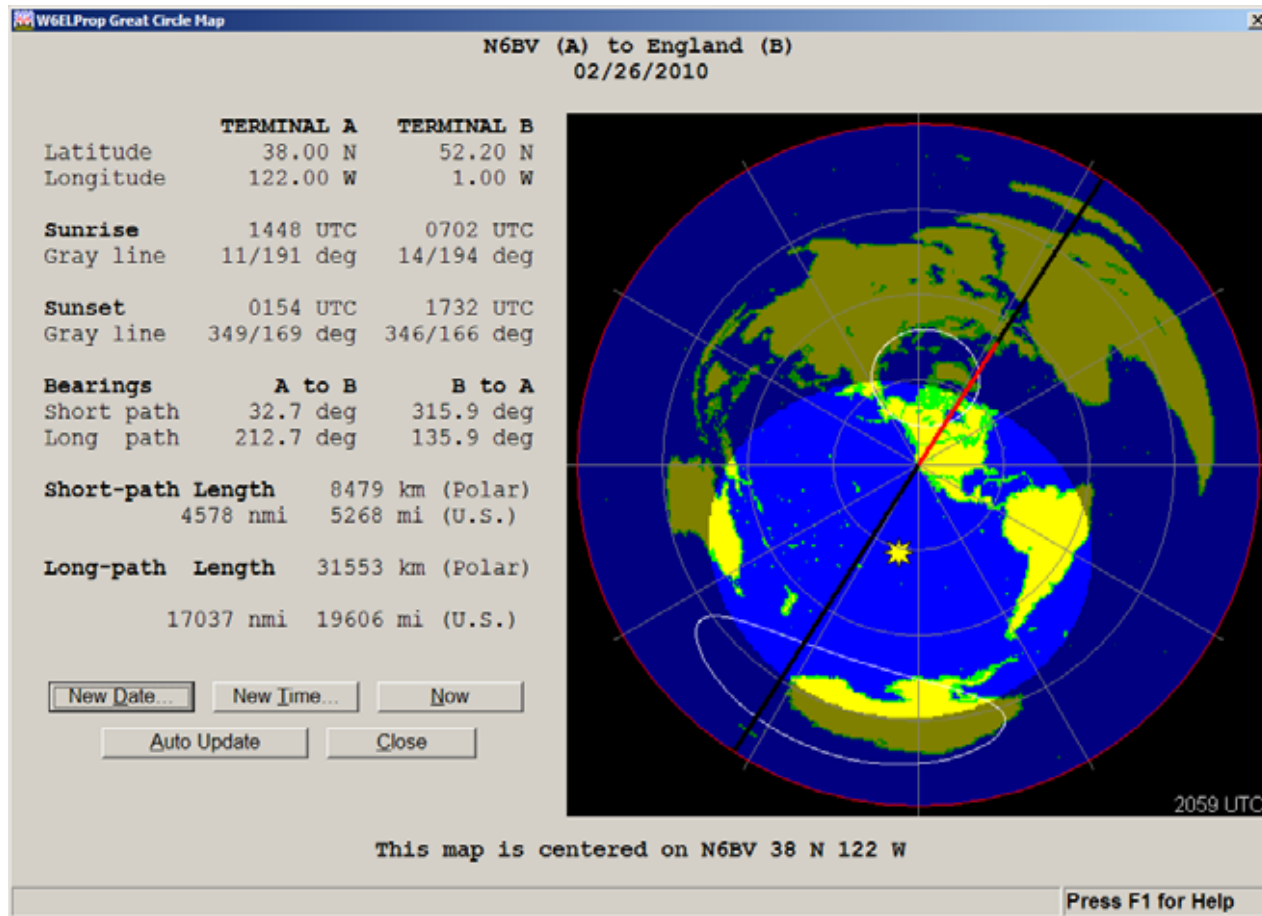 W6ELProp Great Circle Map
N6BV (A) to England (B)
02/26/2010
TERMINAL A TERMINAL B
Latitude 38.00 N 52.20 N
Longitude 122.00 W 1.00 W
Sunrise 1448 UTC 0702 UTC
Gray line 11/191 deg 14/194 deg
Sunset 0154 UTC 1732 UTC
Gray line 349/169 deg 346/166 deg
Bearings A to B B to A
Short path 32.7 deg 315.9 deg
Long path 212.7 deg 135.9 deg
Short-path Length 8479 km (Polar)
4578 nmi 5268 mi (U.S.)
Long-path Length 31553 km (Polar)
17037 nmi 19606 mi (U.S.)
New Date... New Time... Now
Auto Update Close
2059 UTC
This map is centered on N6BV 38 N 122 W
Press F1 for Help